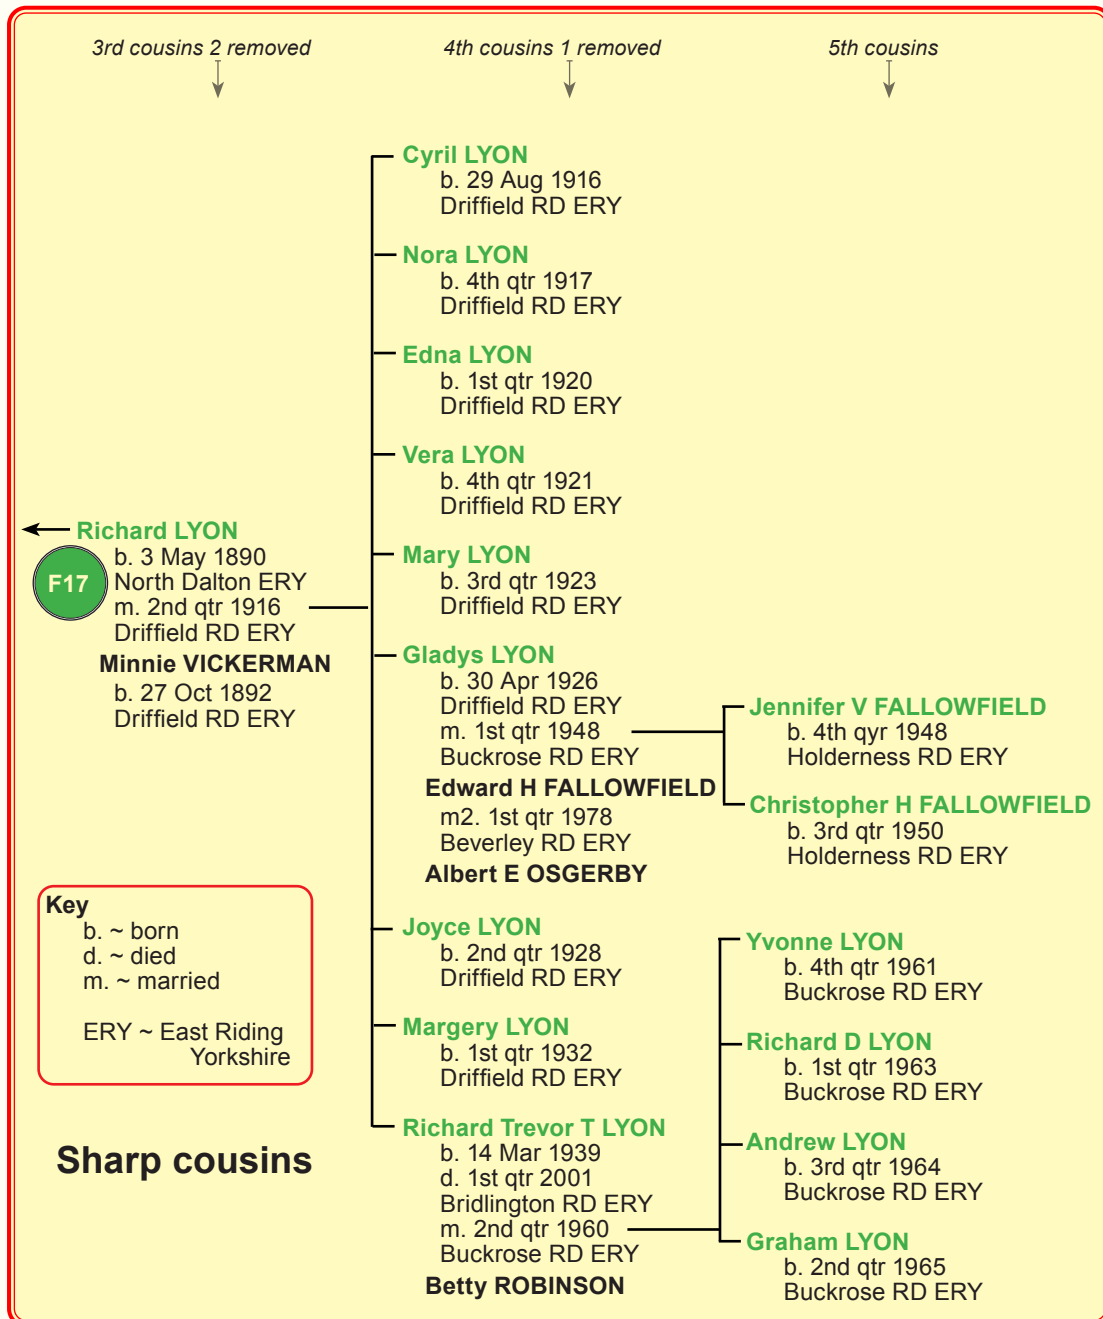 3rd cousins 2 removed
4th cousins 1 removed
5th cousins
Richard LYON
F17
b. 3 May 1890
North Dalton ERY
m. 2nd qtr 1916
Driffield RD ERY
Minnie VICKERMAN
b. 27 Oct 1892
Driffield RD ERY
Cyril LYON
b. 29 Aug 1916
Driffield RD ERY
Nora LYON
b. 4th qtr 1917
Driffield RD ERY
Edna LYON
b. 1st qtr 1920
Driffield RD ERY
Vera LYON
b. 4th qtr 1921
Driffield RD ERY
Mary LYON
b. 3rd qtr 1923
Driffield RD ERY
Gladys LYON
b. 30 Apr 1926
Driffield RD ERY
m. 1st qtr 1948
Buckrose RD ERY
Edward H FALLOWFIELD
m2. 1st qtr 1978
Beverley RD ERY
Albert E OSGERBY
Jennifer V FALLOWFIELD
b. 4th qyr 1948
Holderness RD ERY
Christopher H FALLOWFIELD
b. 3rd qtr 1950
Holderness RD ERY
Joyce LYON
b. 2nd qtr 1928
Driffield RD ERY
Margery LYON
b. 1st qtr 1932
Driffield RD ERY
Richard Trevor T LYON
b. 14 Mar 1939
d. 1st qtr 2001
Bridlington RD ERY
m. 2nd qtr 1960
Buckrose RD ERY
Betty ROBINSON
Yvonne LYON
b. 4th qtr 1961
Buckrose RD ERY
Richard D LYON
b. 1st qtr 1963
Buckrose RD ERY
Andrew LYON
b. 3rd qtr 1964
Buckrose RD ERY
Graham LYON
b. 2nd qtr 1965
Buckrose RD ERY
Key
b. ~ born
d. ~ died
m. ~ married
ERY ~ East Riding
Yorkshire
Sharp cousins